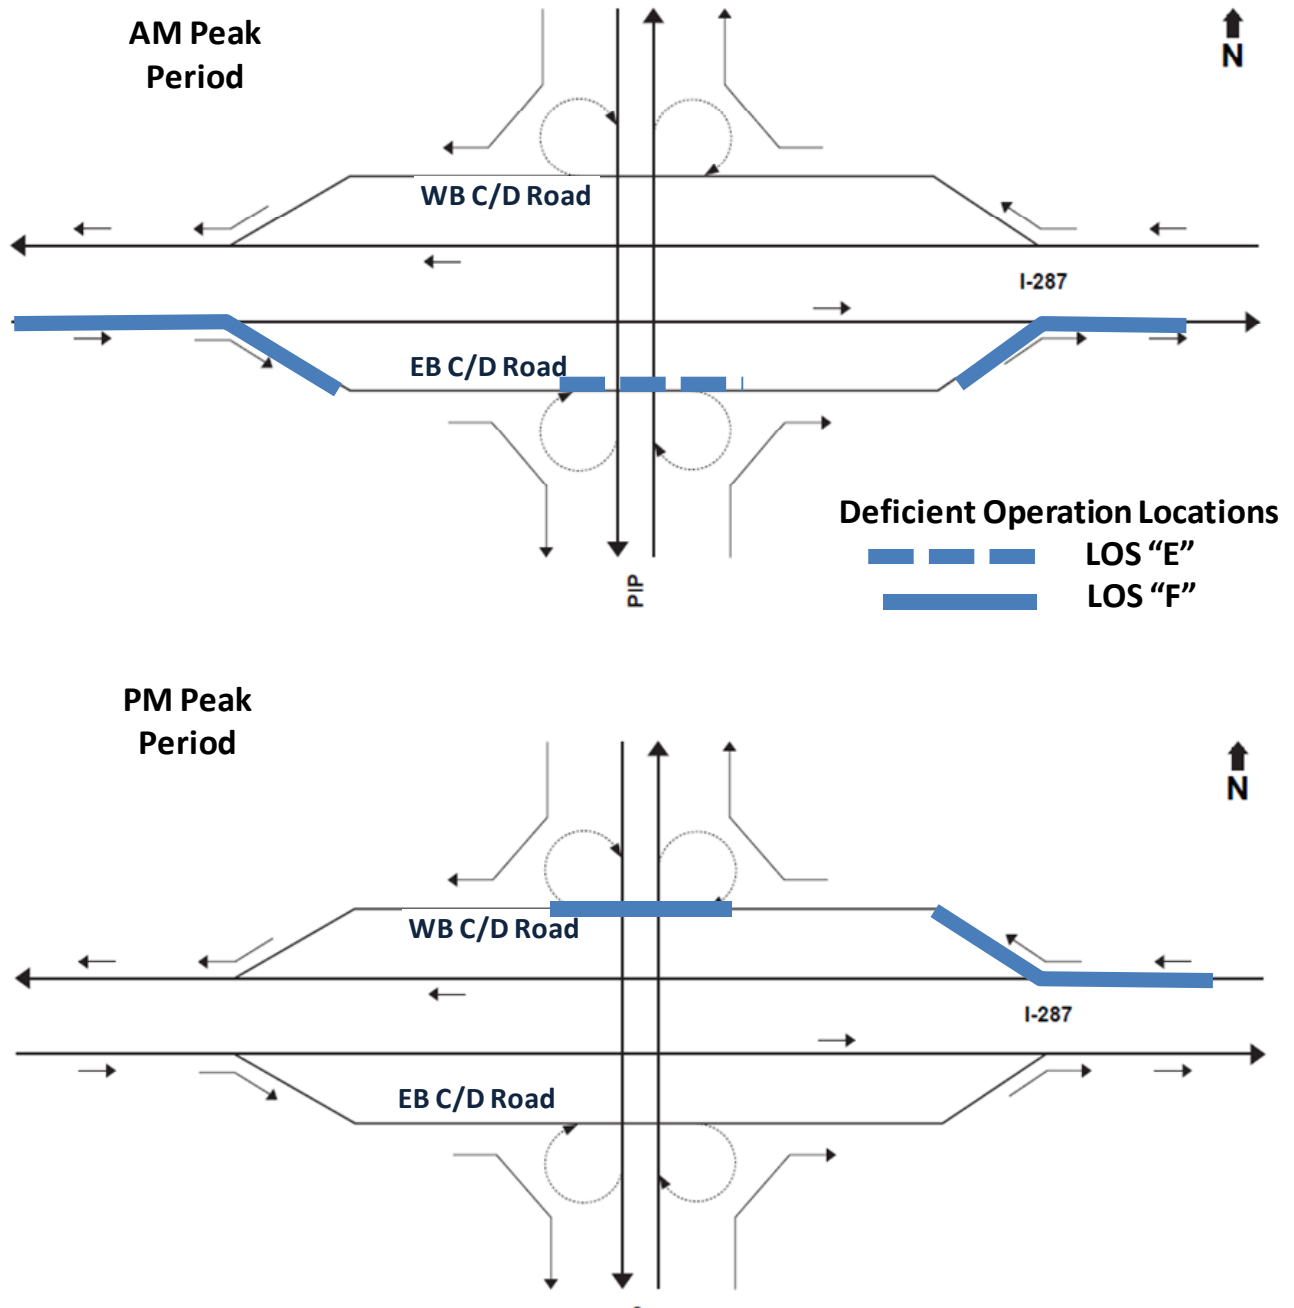 AM Peak
Period
N
WB C/D Road
I-287
EB C/D Road
Deficient Operation Locations
LOS “E”
LOS “F”
PIP
PM Peak
Period
N
WB C/D Road
I-287
EB C/D Road